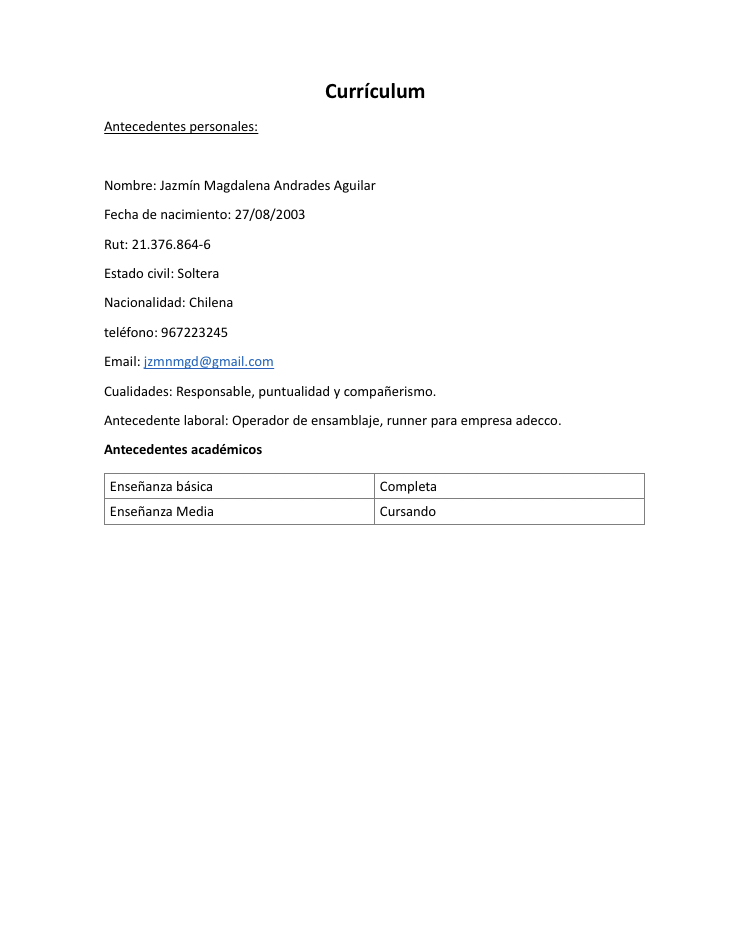 Currículum
Antecedentes personales:
Nombre: Jazmín Magdalena Andrades Aguilar
Fecha de nacimiento: 27/08/2003
Rut: 21.376.864-6
Estado civil: Soltera
Nacionalidad: Chilena
teléfono: 967223245
Email: jzmnmgd@gmail.com
Cualidades: Responsable, puntualidad y compañerismo.
Antecedente laboral: Operador de ensamblaje, runner para empresa adecco.
Antecedentes académicos
Enseñanza básica Completa
Enseñanza Media Cursando